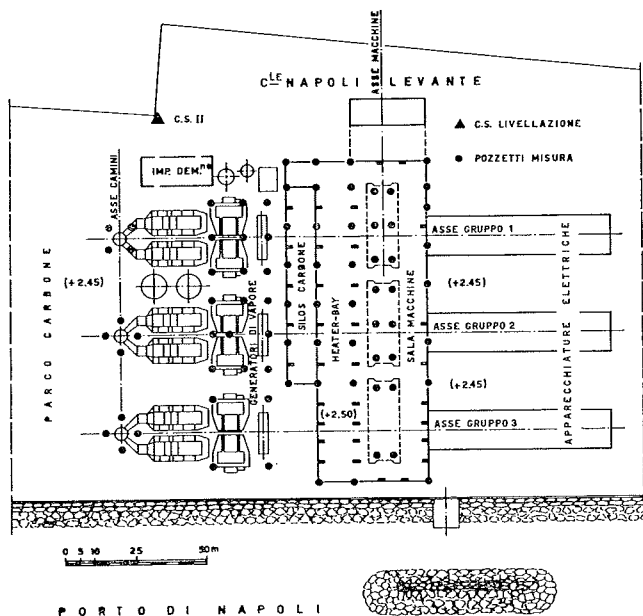 C.LE NAPOLI LEVANTE
ASSE MACCHINE
C.S. II
C.S. LIVELLAZIONE
POZZETTI MISURA
IMP. DEM.NE
ASSE CAMINI
ASSE GRUPPO 1
(+2,45)
(+2,45)
PARCO CARBONE
GENERATORI DI VAPORE
SILOS CARBONE
HEATER-BAY
SALA MACCHINE
ASSE GRUPPO 2
APPARECCHIATURE ELETTRICHE
(+2,45)
(+2,50)
ASSE GRUPPO 3
0 5 10 25 50m
PORTO DI NAPOLI